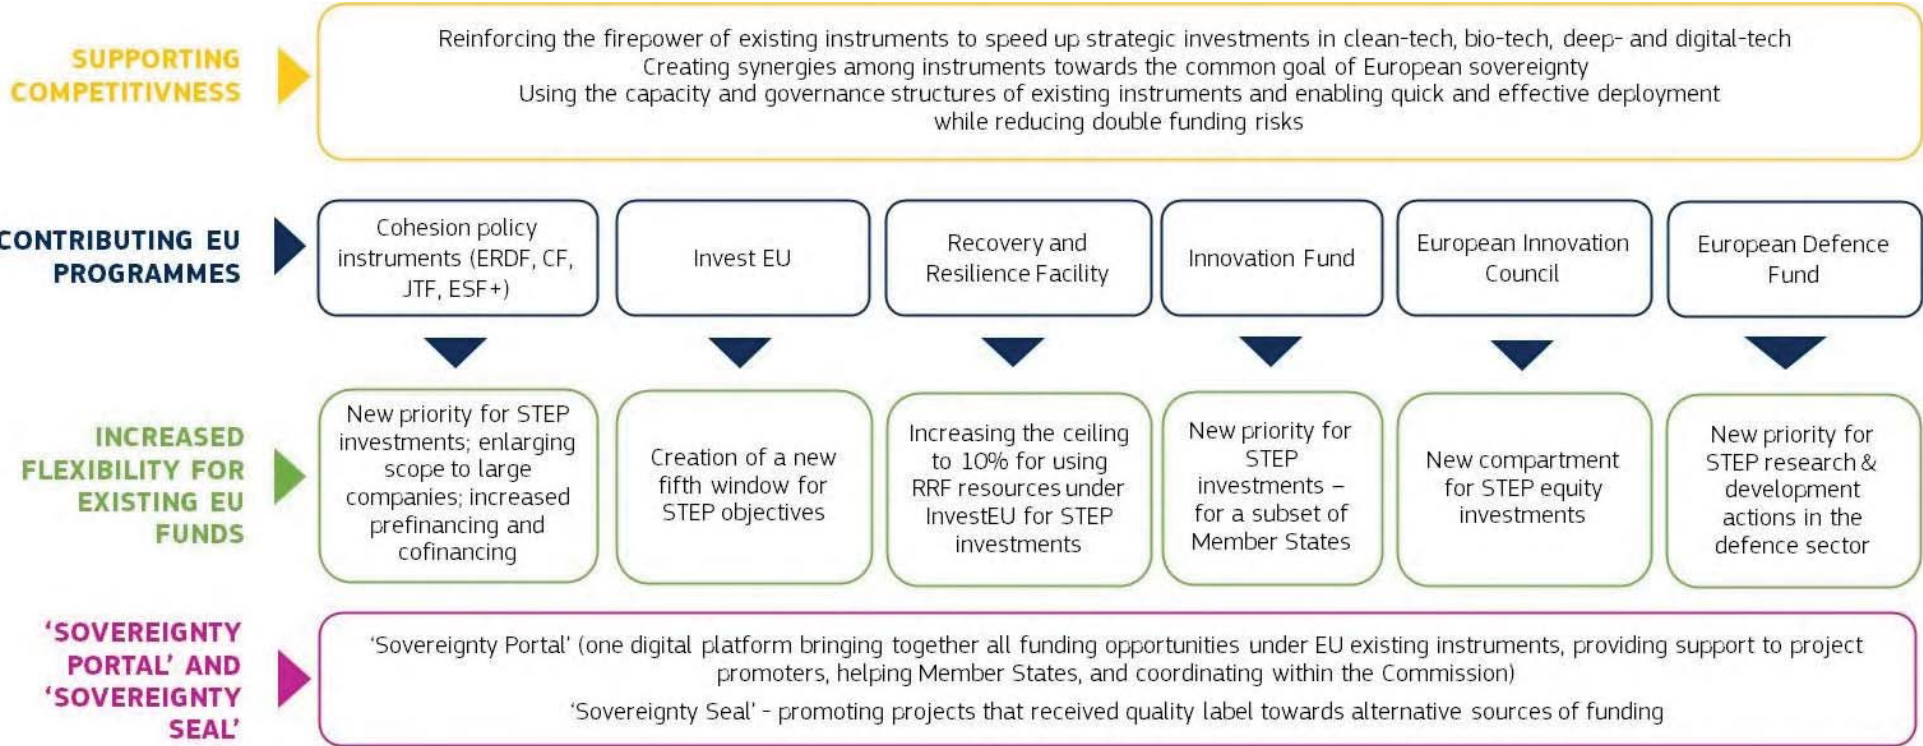 SUPPORTING
COMPETITIVNESS
Reinforcing the firepower of existing instruments to speed up strategic investments in clean-tech, bio-tech, deep- and digital-tech
Creating synergies among instruments towards the common goal of European sovereignty
Using the capacity and governance structures of existing instruments and enabling quick and effective deployment
while reducing double funding risks
CONTRIBUTING EU
PROGRAMMES
Cohesion policy
instruments (ERDF, CF,
JTF, ESF+)
Invest EU
Recovery and
Resilience Facility
Innovation Fund
European Innovation
Council
European Defence
Fund
INCREASED
FLEXIBILITY FOR
EXISTING EU
FUNDS
New priority for STEP
investments; enlarging
scope to large
companies; increased
prefinancing and
cofinancing
Creation of a new
fifth window for
STEP objectives
Increasing the ceiling
to 10% for using
RRF resources under
InvestEU for STEP
investments
New priority for
STEP
investments –
for a subset of
Member States
New compartment
for STEP equity
investments
New priority for
STEP research &
development
actions in the
defence sector
‘SOVEREIGNTY
PORTAL’ AND
‘SOVEREIGNTY
SEAL’
‘Sovereignty Portal’ (one digital platform bringing together all funding opportunities under EU existing instruments, providing support to project
promoters, helping Member States, and coordinating within the Commission)
‘Sovereignty Seal’ - promoting projects that received quality label towards alternative sources of funding